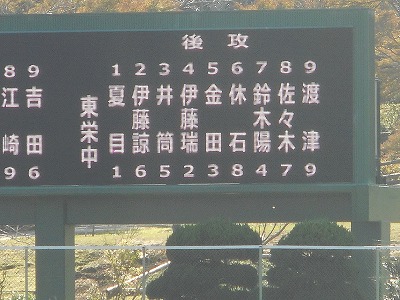 後攻
8 江崎 9
9 吉田 6
東栄中
1 夏目 1
2 伊藤諒 6
3 井筒 5
4 伊藤瑞 2
5 金田 3
6 休石 8
7 鈴木陽 4
8 佐々木 7
9 渡津 9